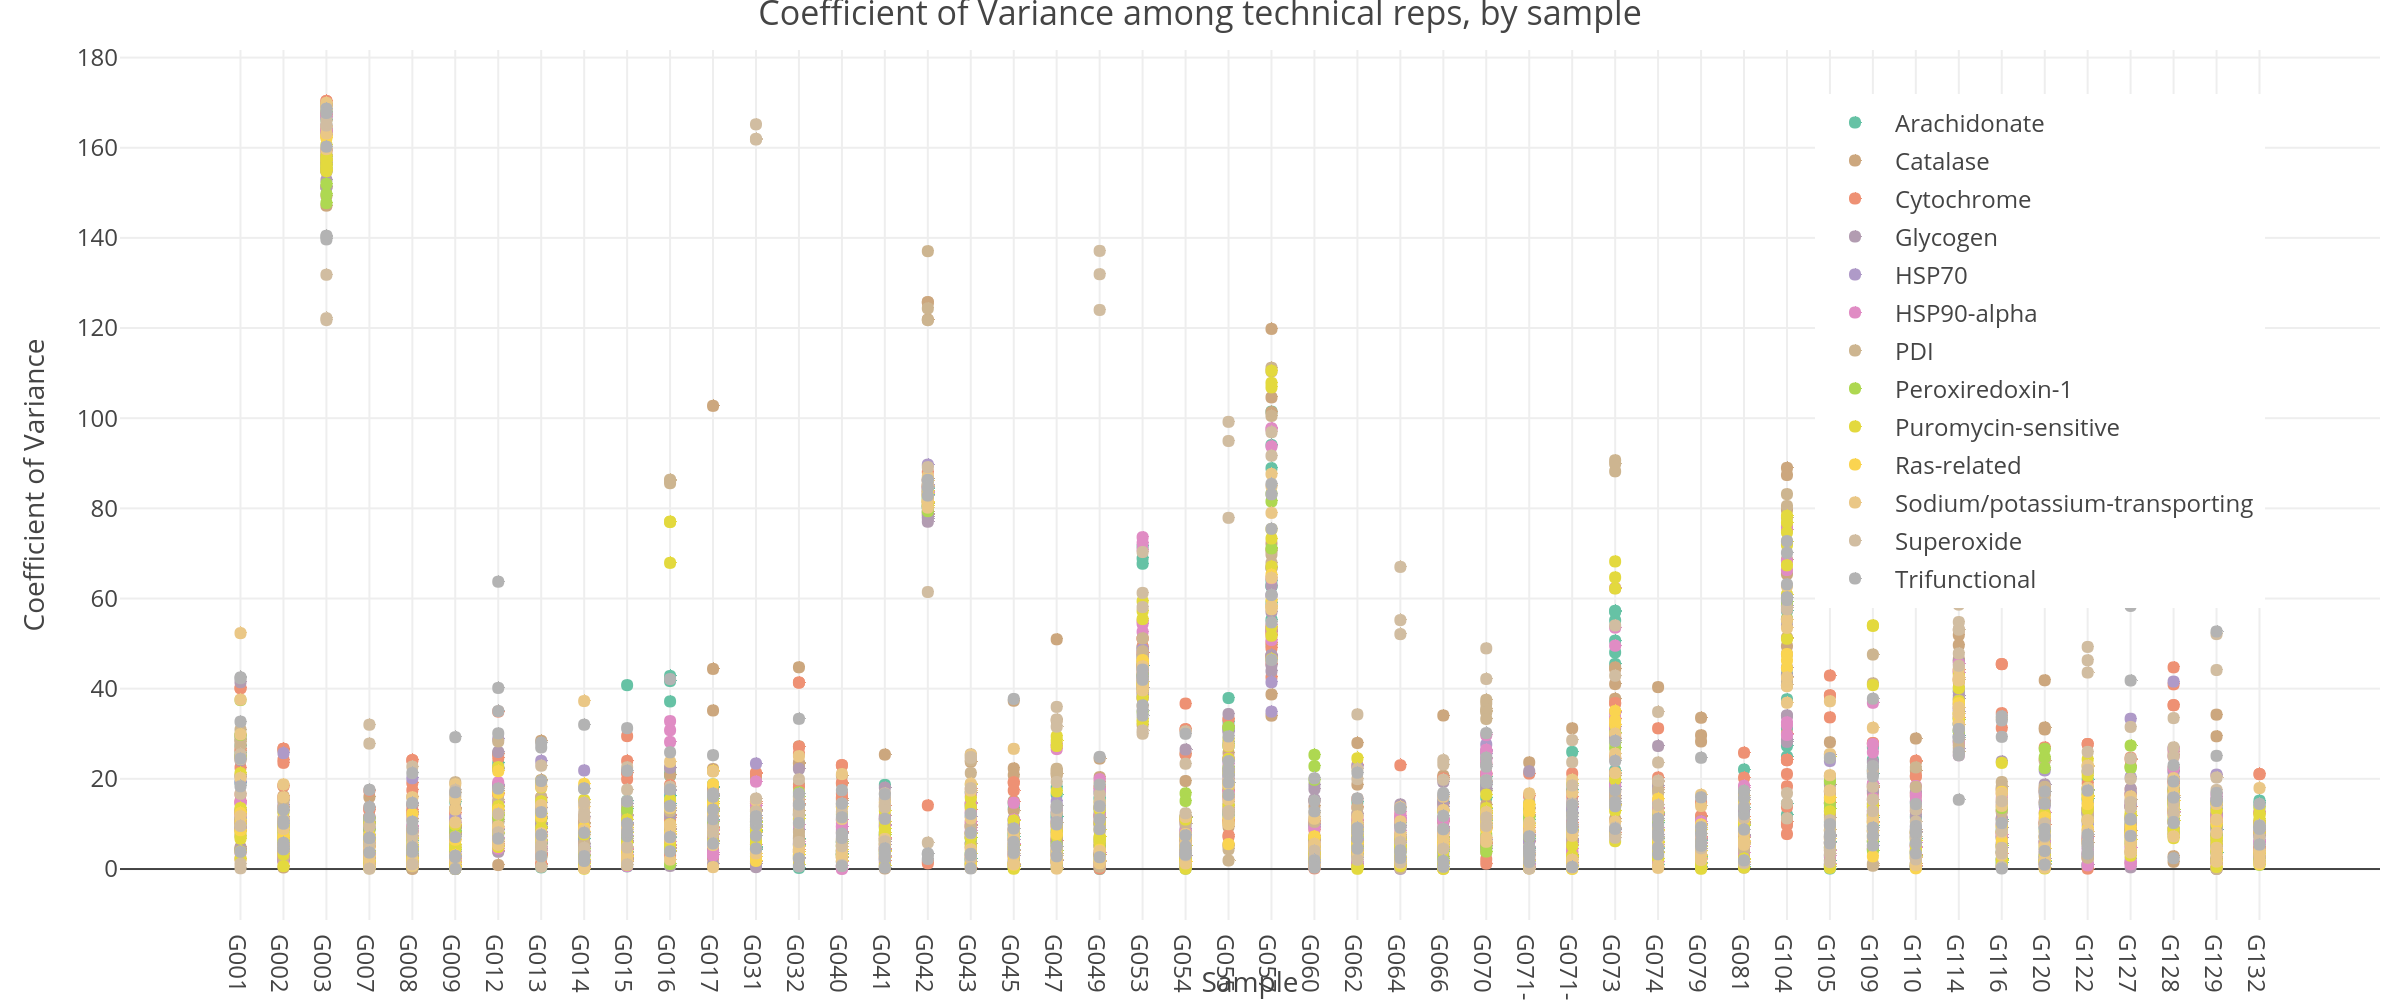 Coefficient of Variance among technical reps, by sample
Coefficient of Variance
180
160
140
120
100
80
60
40
20
0
Arachidonate
Catalase
Cytochrome
Glycogen
HSP70
HSP90-alpha
PDI
Peroxiredoxin-1
Puromycin-sensitive
Ras-related
Sodium/potassium-transporting
Superoxide
Trifunctional
G001
G002
G003
G007
G008
G009
G012
G013
G014
G015
G016
G017
G031
G032
G040
G041
G042
G043
G045
G047
G049
G053
G054
G060
G062
G064
G066
G070
G071-
G071-
G073
G074
G079
G081
G104
G105
G109
G110
G114
G116
G120
G122
G127
G128
G129
G132
Sample